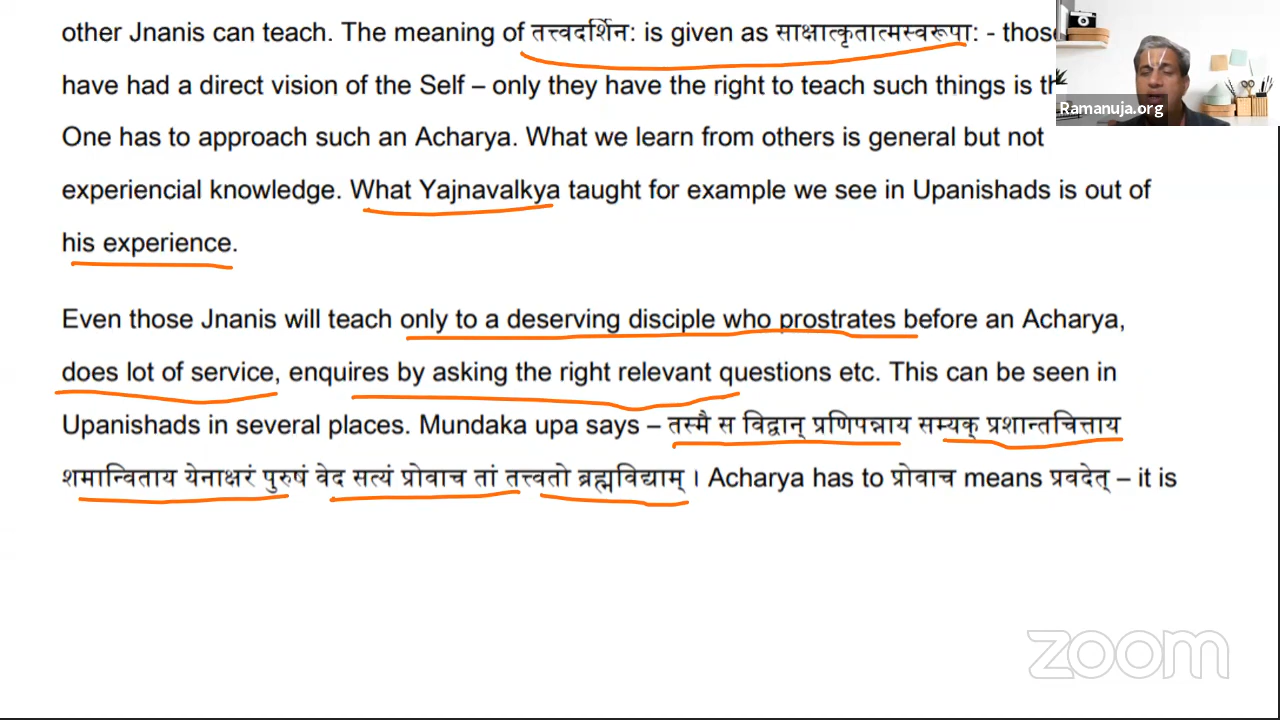 other Jnanis can teach. The meaning of तत्त्वदर्शिन: is given as साक्षात्कृतात्मस्वरूपा: - those
have had a direct vision of the Self – only they have the right to teach such things is
One has to approach such an Acharya. What we learn from others is general but not
experiencial knowledge. What Yajnavalkya taught for example we see in Upanishads is out of
his experience.
Even those Jnanis will teach only to a deserving disciple who prostrates before an Acharya,
does lot of service, enquires by asking the right relevant questions etc. This can be seen in
Upanishads in several places. Mundaka upa says – तस्मै स विद्वान् प्रणिपन्नाय सम्यक् प्रशान्तचित्ताय
शमान्विताय येनाक्षरं पुरुषं वेद सत्यं प्रोवाच तां तत्त्वतो ब्रह्मविद्याम् । Acharya has to प्रोवाच means प्रवदेत् – it is
Ramanuja.org
zoom